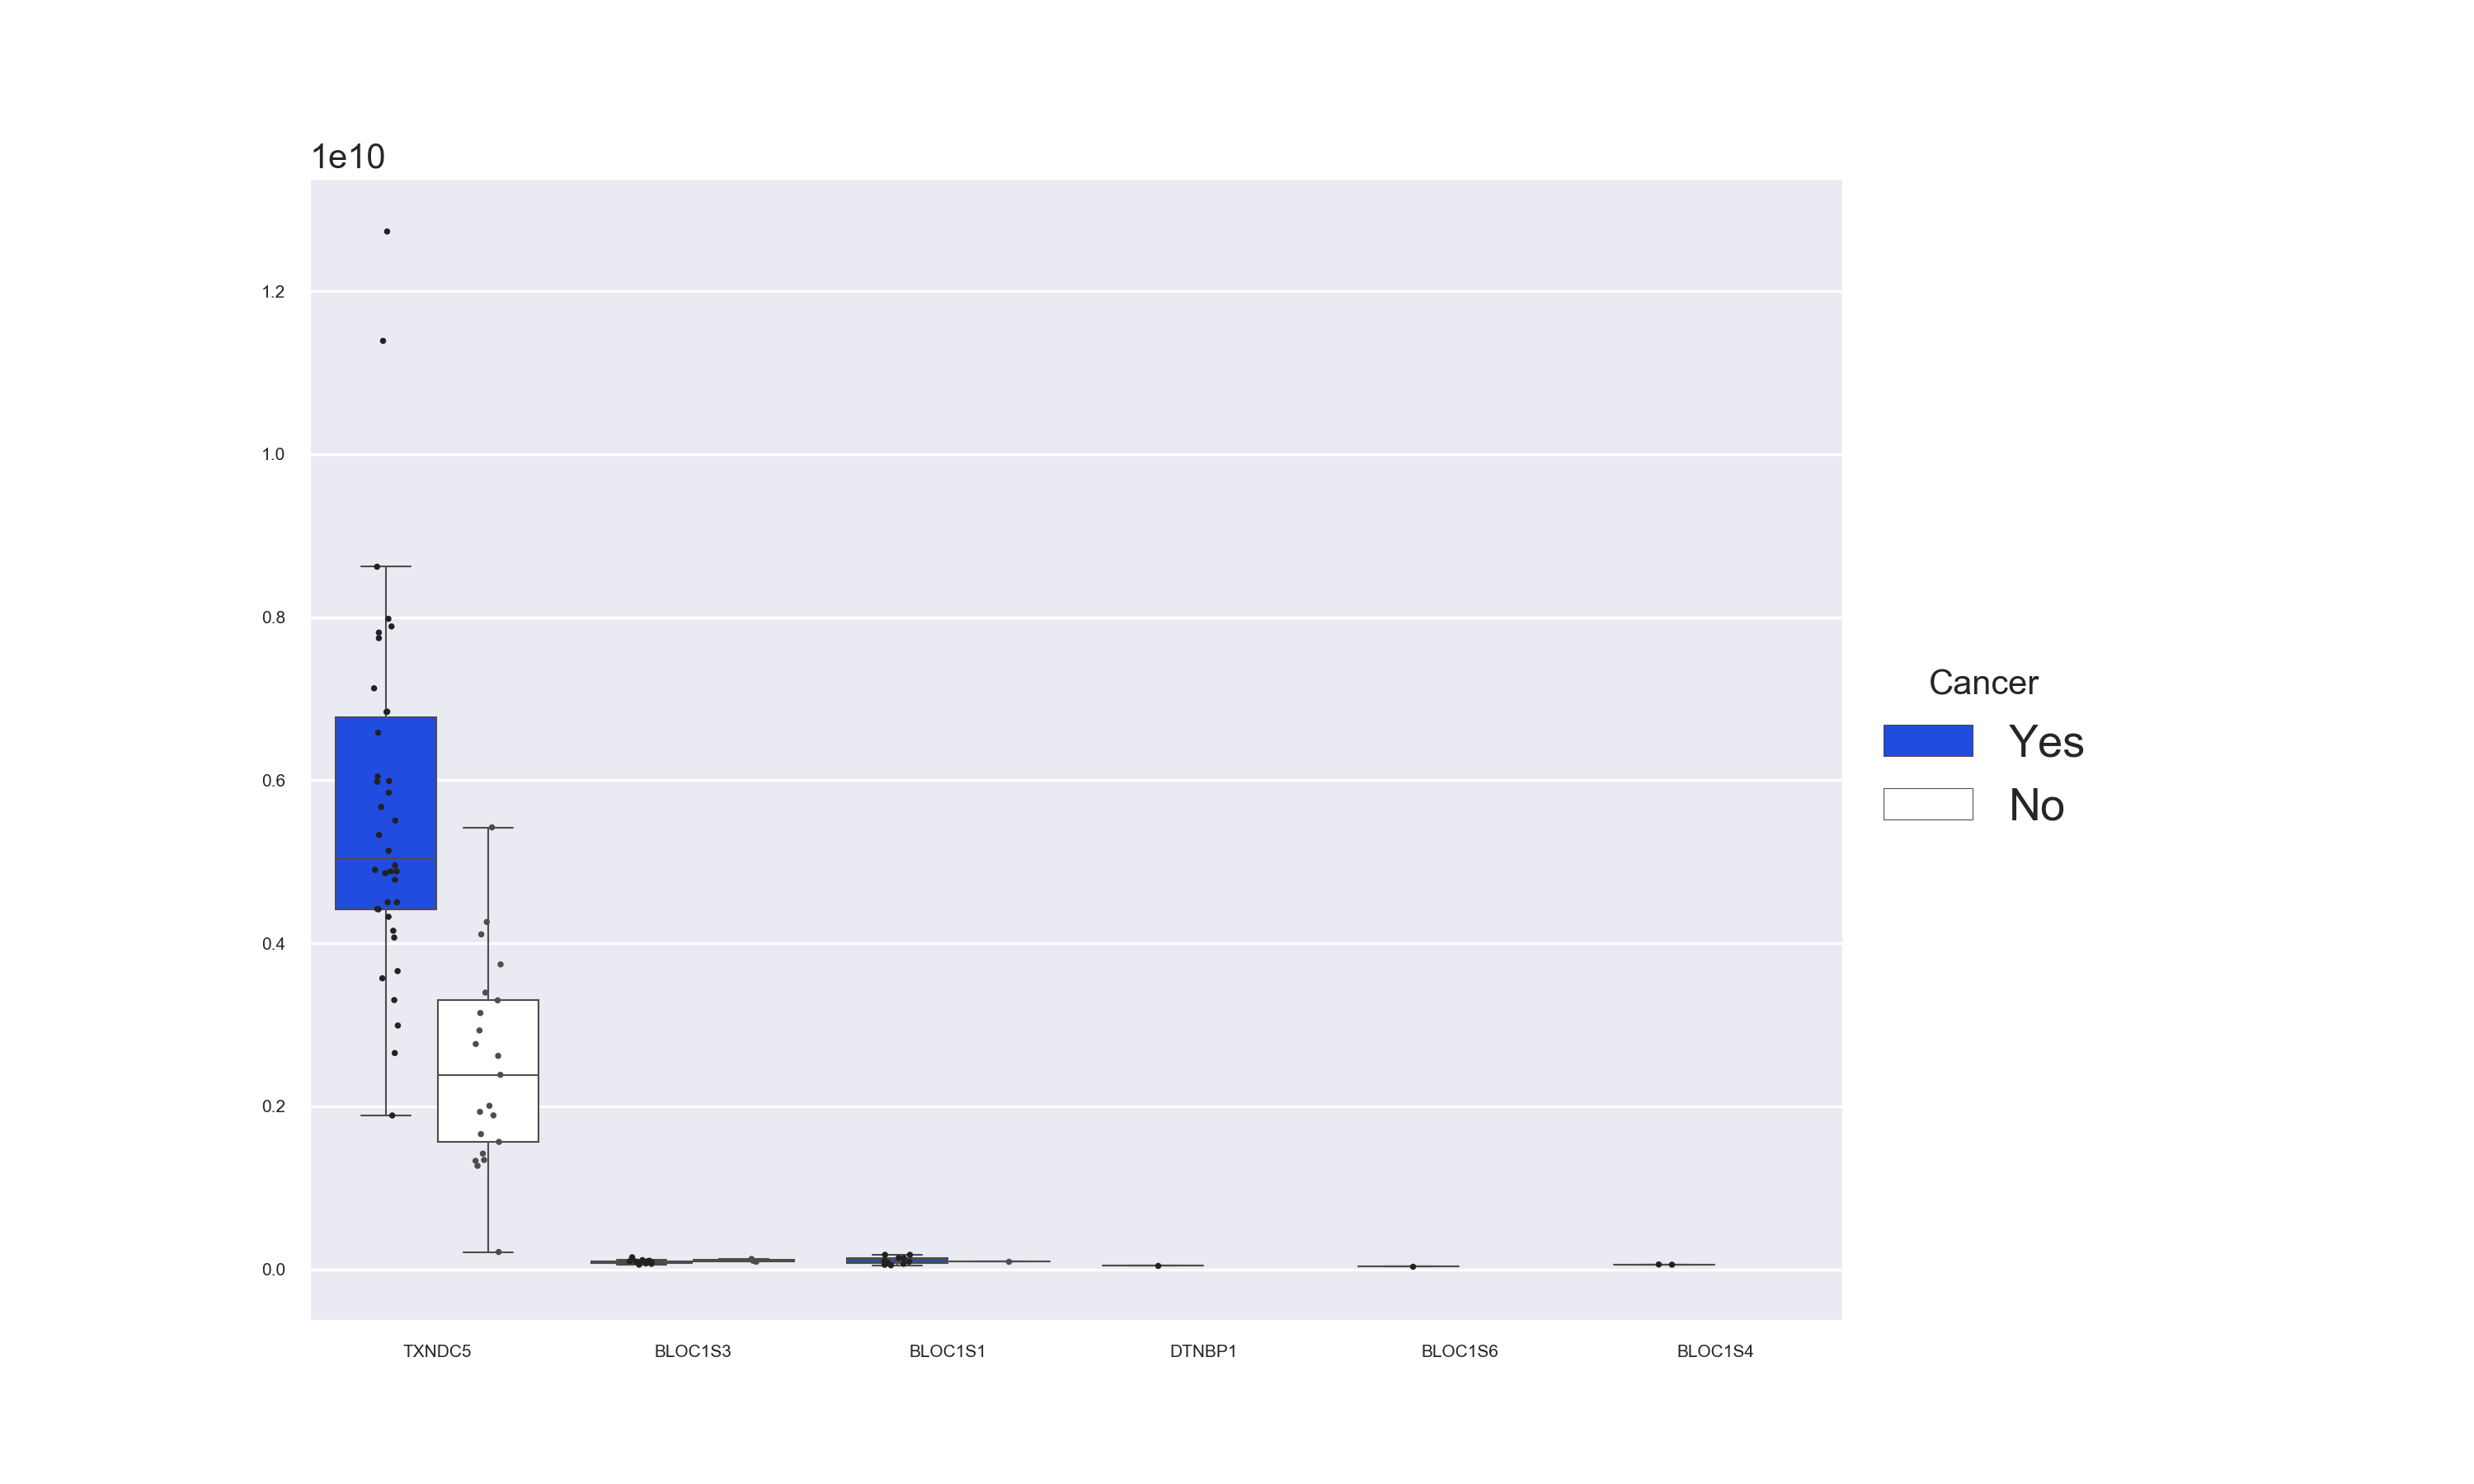 1e10
1.2
1.0
0.8
0.6
0.4
0.2
0.0
TXNDC5 BLOC1S3 BLOC1S1 DTNBP1 BLOC1S6 BLOC1S4
Cancer
Yes
No